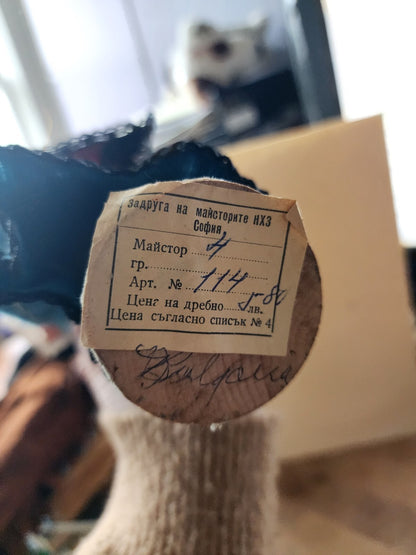 Задруга на майсторите НХЗ
София
Майстор 4
гр.
Арт. № 114
Цена на дребно 5-80 лв.
Цена съгласно списък № 4
Bulgaria